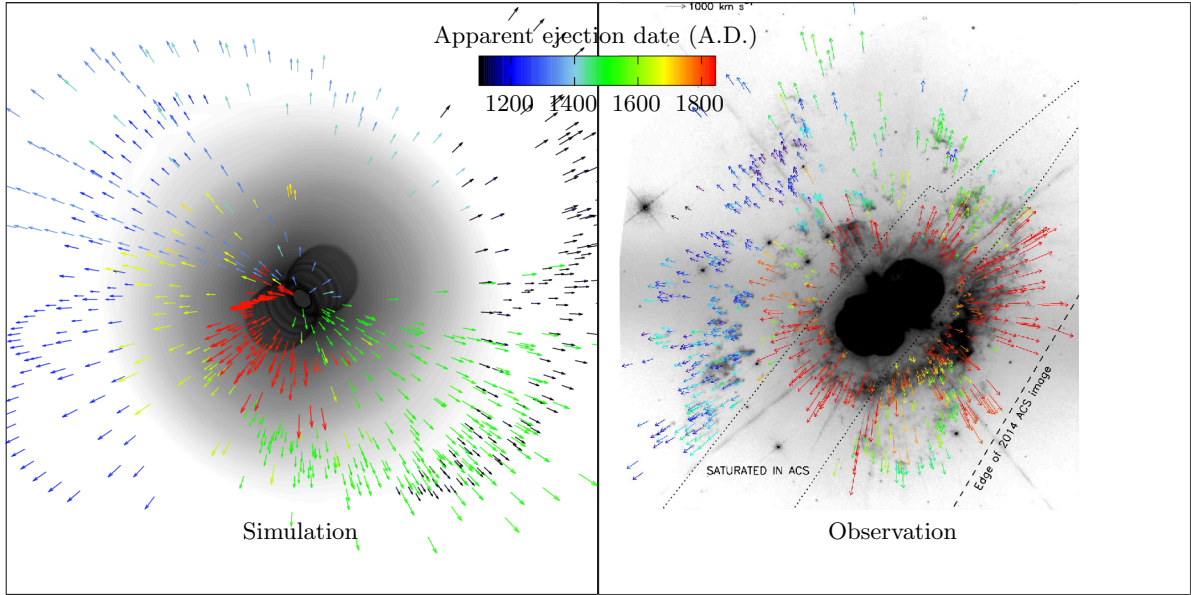 1000 km s
Apparent ejection date (A.D.)
1200 1400 1600 1800
Edge of 2014 ACS image
SATURATED IN ACS
Simulation
Observation